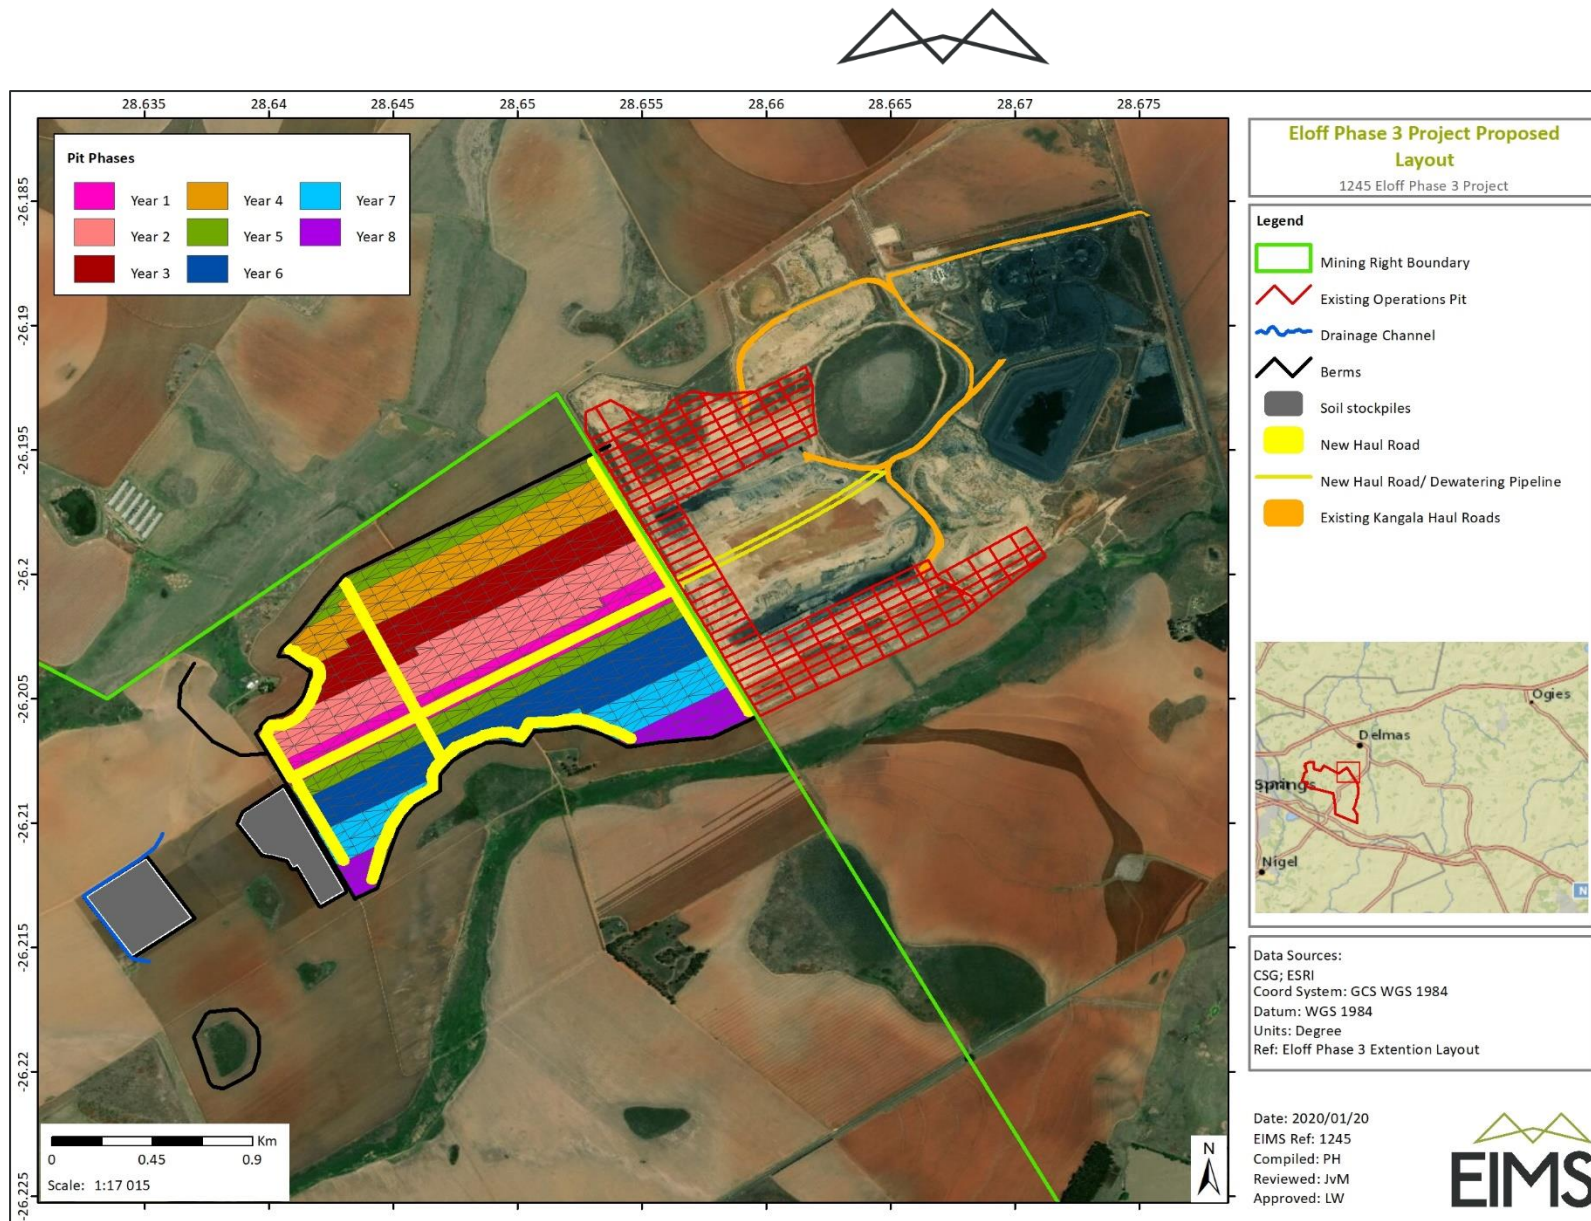 28.635 28.64 28.645 28.65 28.655 28.66 28.665 28.67 28.675
-26.185
-26.19
-26.195
-26.2
-26.205
-26.21
-26.215
-26.22
-26.225
Pit Phases
Year 1 Year 4 Year 7
Year 2 Year 5 Year 8
Year 3 Year 6
Km
0 0.45 0.9
Scale: 1:17 015
N
Eloff Phase 3 Project Proposed
Layout
1245 Eloff Phase 3 Project
Legend
Mining Right Boundary
Existing Operations Pit
Drainage Channel
Berms
Soil stockpiles
New Haul Road
New Haul Road/ Dewatering Pipeline
Existing Kangala Haul Roads
Ogies
Delmas
Springs
Nigel
N
Data Sources:
CSG; ESRI
Coord System: GCS WGS 1984
Datum: WGS 1984
Units: Degree
Ref: Eloff Phase 3 Extention Layout
Date: 2020/01/20
EIMS Ref: 1245
Compiled: PH
Reviewed: JvM
Approved: LW
EIMS